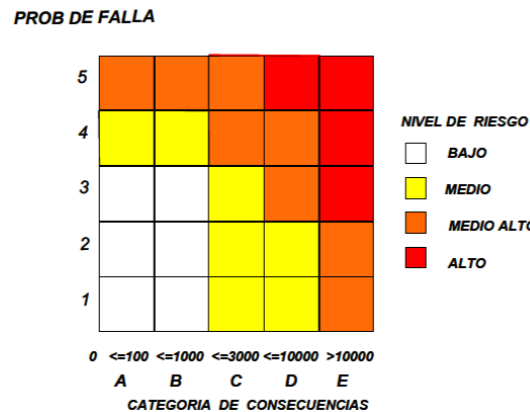 PROB DE FALLA
5
4
3
2
1
NIVEL DE RIESGO
BAJO
MEDIO
MEDIO ALTO
ALTO
0 <=100 <=1000 <=3000 <=10000 >10000
A B C D E
CATEGORIA DE CONSECUENCIAS